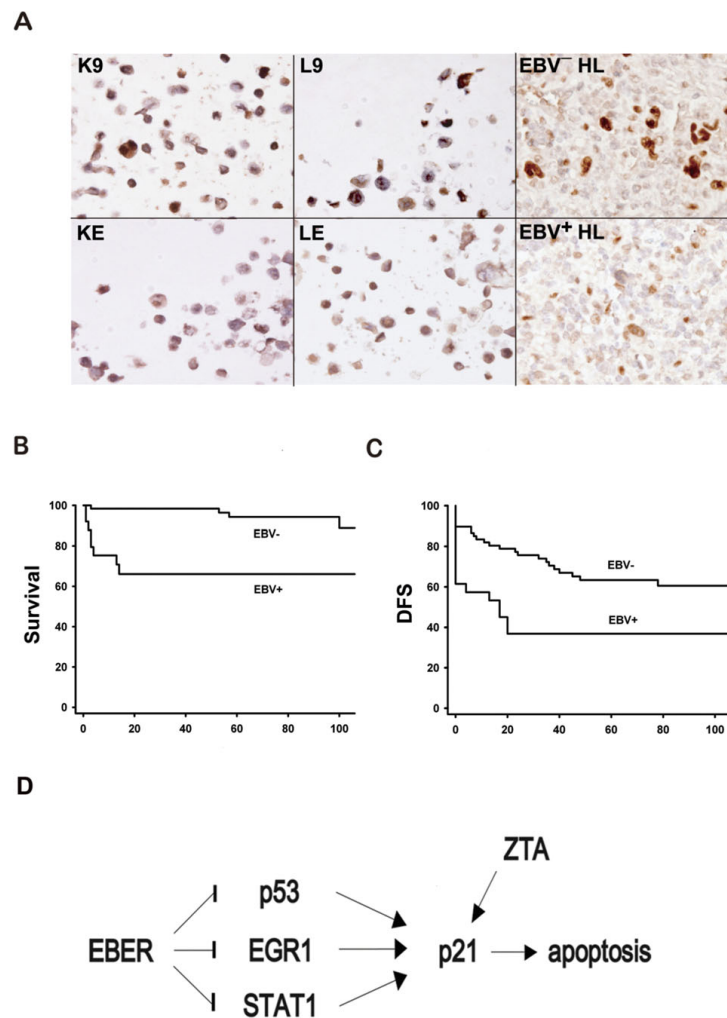 A
K9 L9 EBV⁻ HL
KE LE EBV⁺ HL
B
Survival
100
80
60
40
20
0
EBV-
EBV+
0 20 40 60 80 100
C
DFS
100
80
60
40
20
0
EBV-
EBV+
0 20 40 60 80 100
D
ZTA
p53
EBER EGR1 p21 apoptosis
STAT1